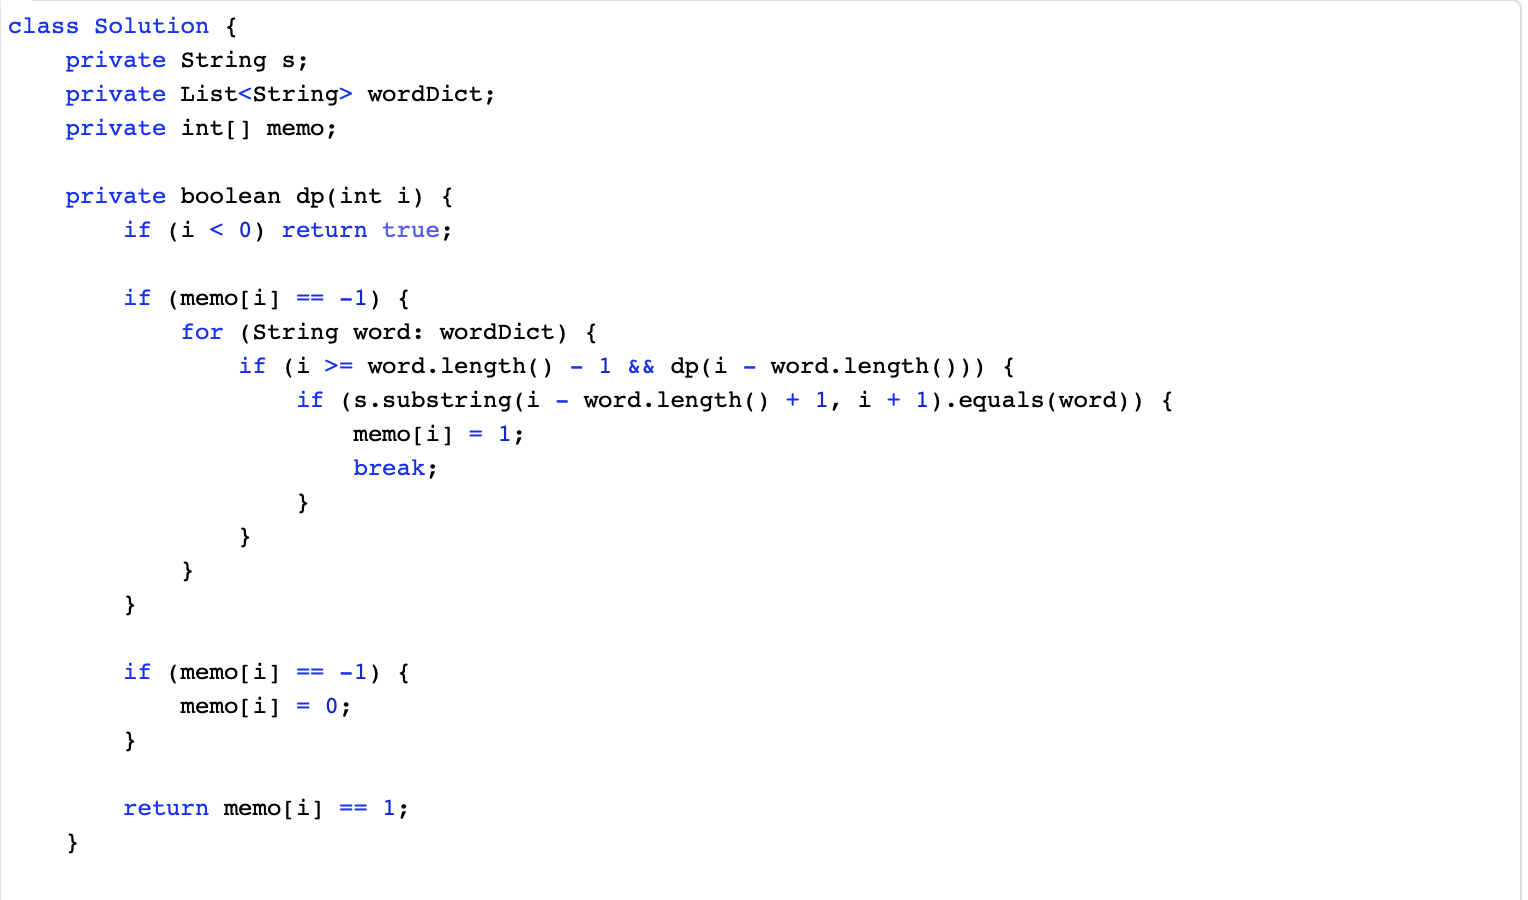 class Solution {
    private String s;
    private List<String> wordDict;
    private int[] memo;

    private boolean dp(int i) {
        if (i < 0) return true;

        if (memo[i] == -1) {
            for (String word: wordDict) {
                if (i >= word.length() - 1 && dp(i - word.length())) {
                    if (s.substring(i - word.length() + 1, i + 1).equals(word)) {
                        memo[i] = 1;
                        break;
                    }
                }
            }
        }

        if (memo[i] == -1) {
            memo[i] = 0;
        }

        return memo[i] == 1;
    }